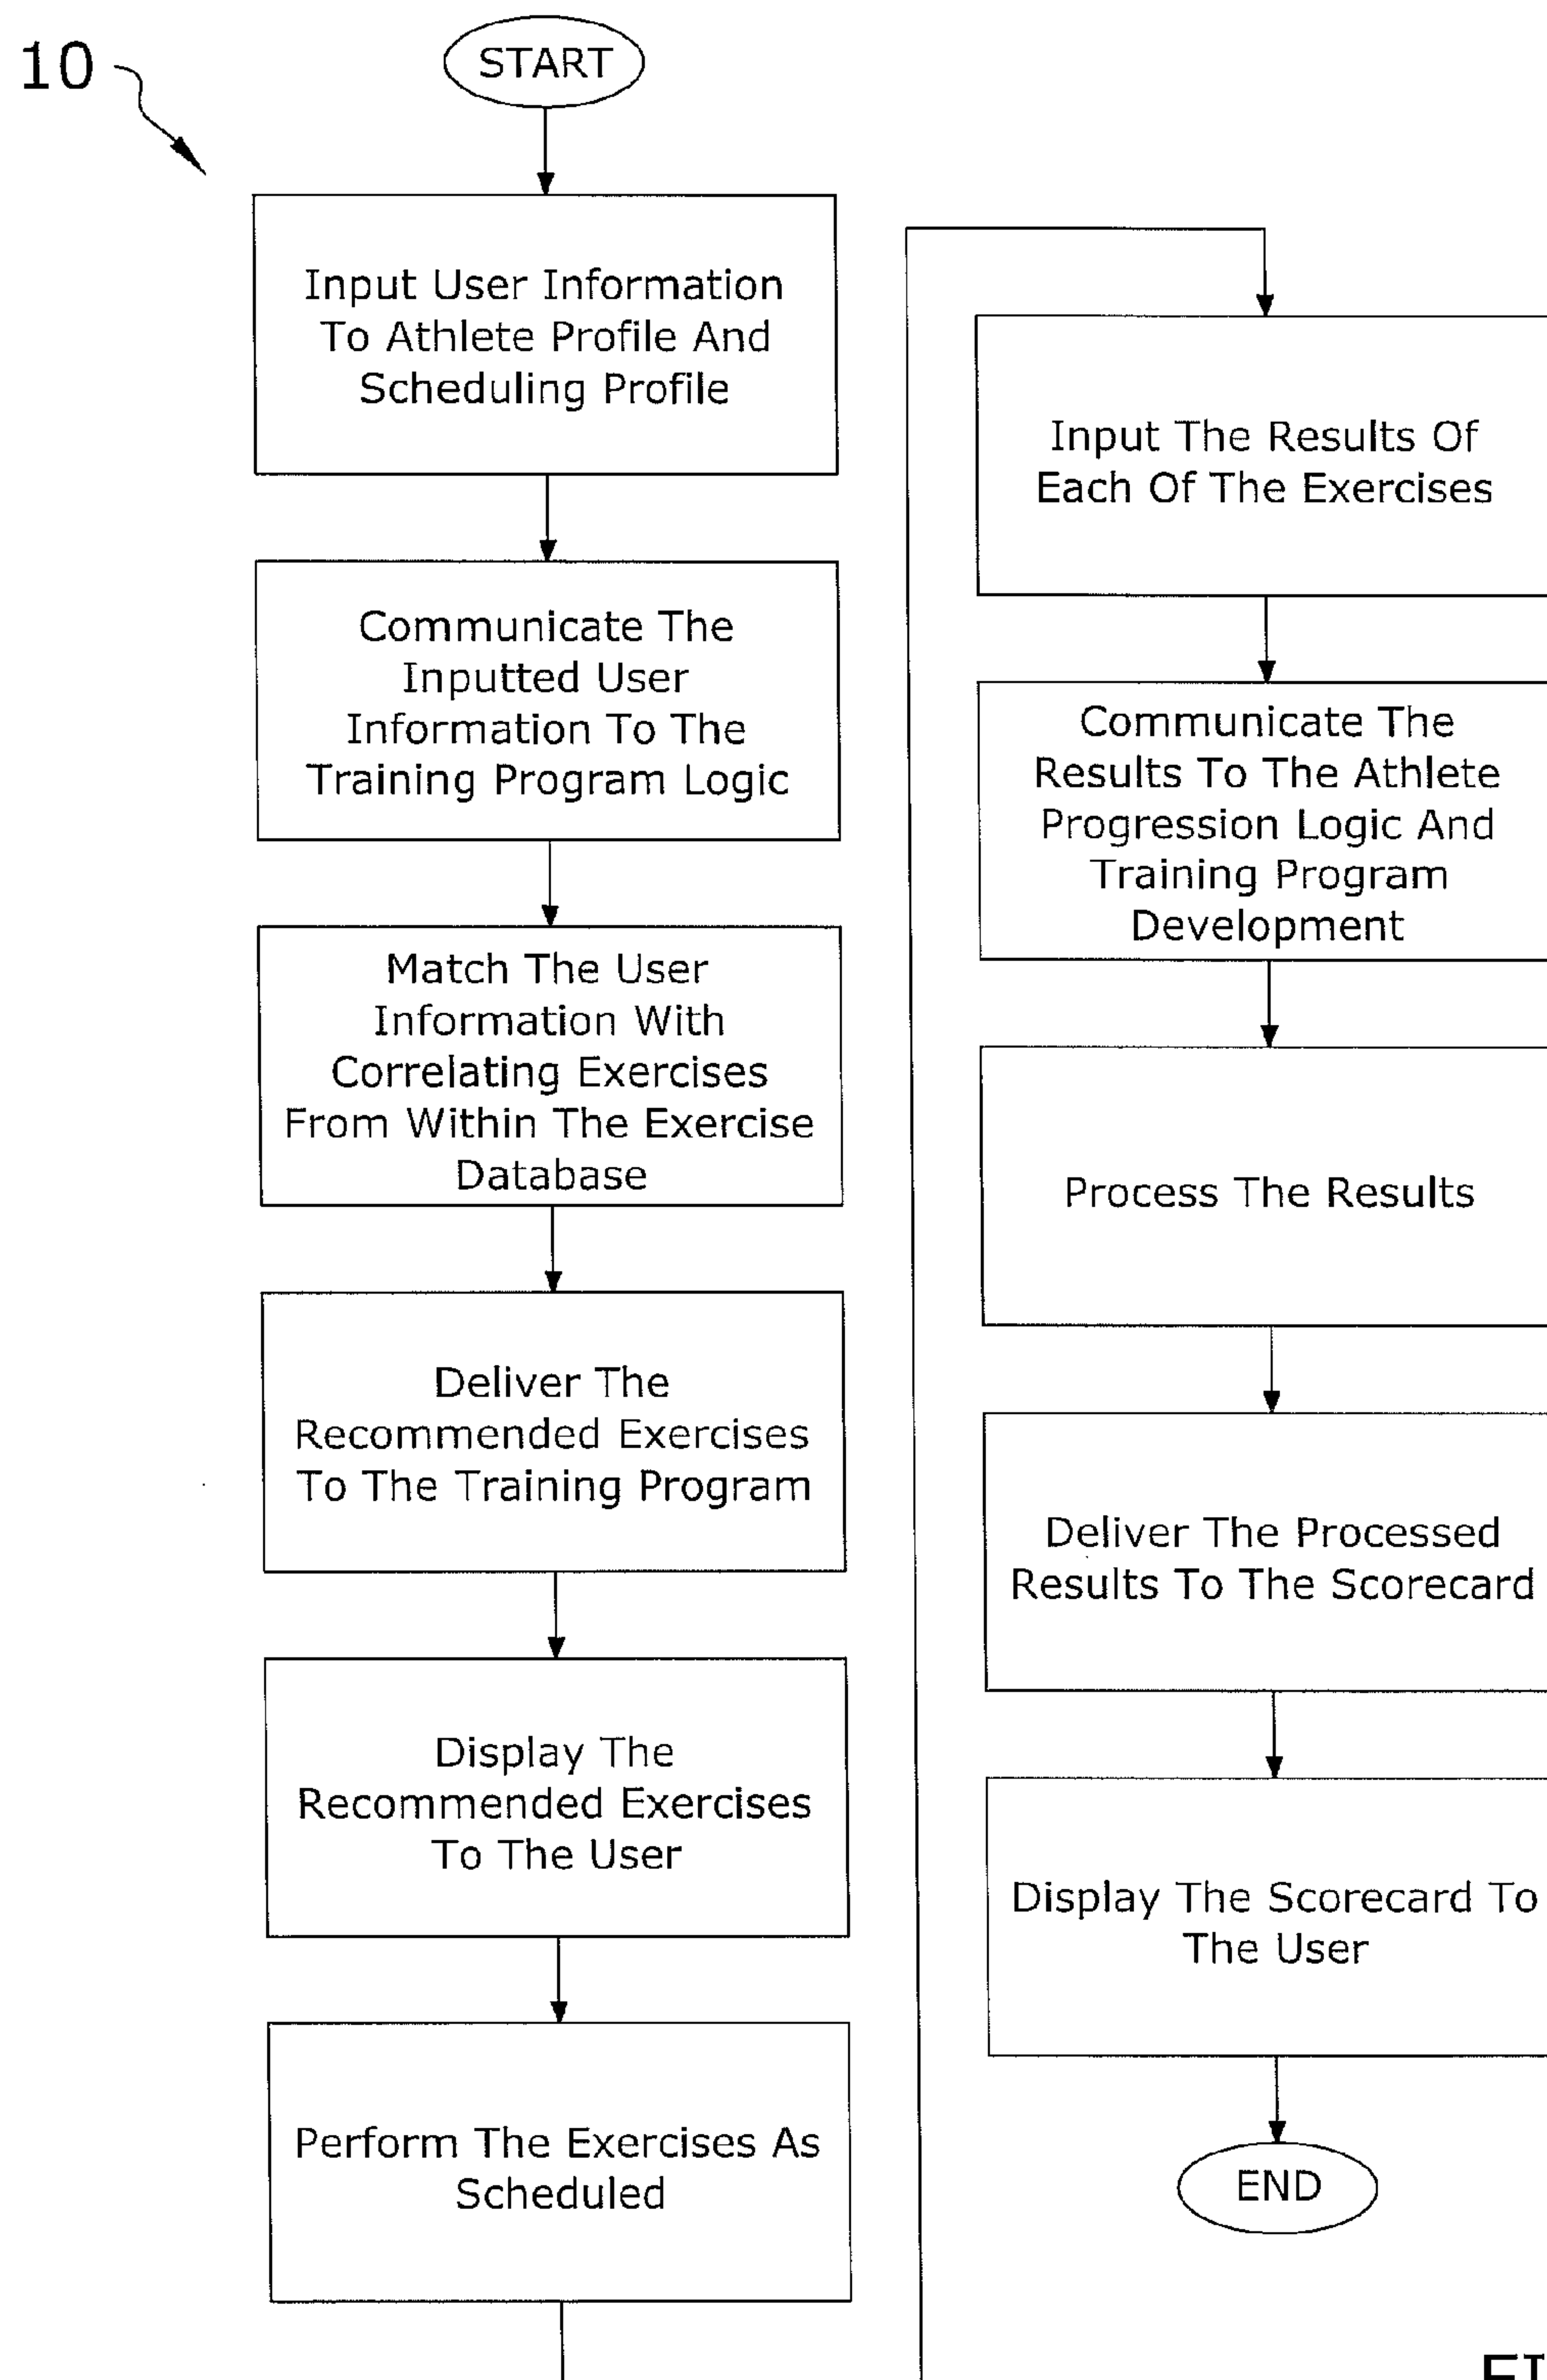 10
START
Input User Information
To Athlete Profile And
Scheduling Profile
Communicate The
Inputted User
Information To The
Training Program Logic
Match The User
Information With
Correlating Exercises
From Within The Exercise
Database
Deliver The
Recommended Exercises
To The Training Program
Display The
Recommended Exercises
To The User
Perform The Exercises As
Scheduled
Input The Results Of
Each Of The Exercises
Communicate The
Results To The Athlete
Progression Logic And
Training Program
Development
Process The Results
Deliver The Processed
Results To The Scorecard
Display The Scorecard To
The User
END